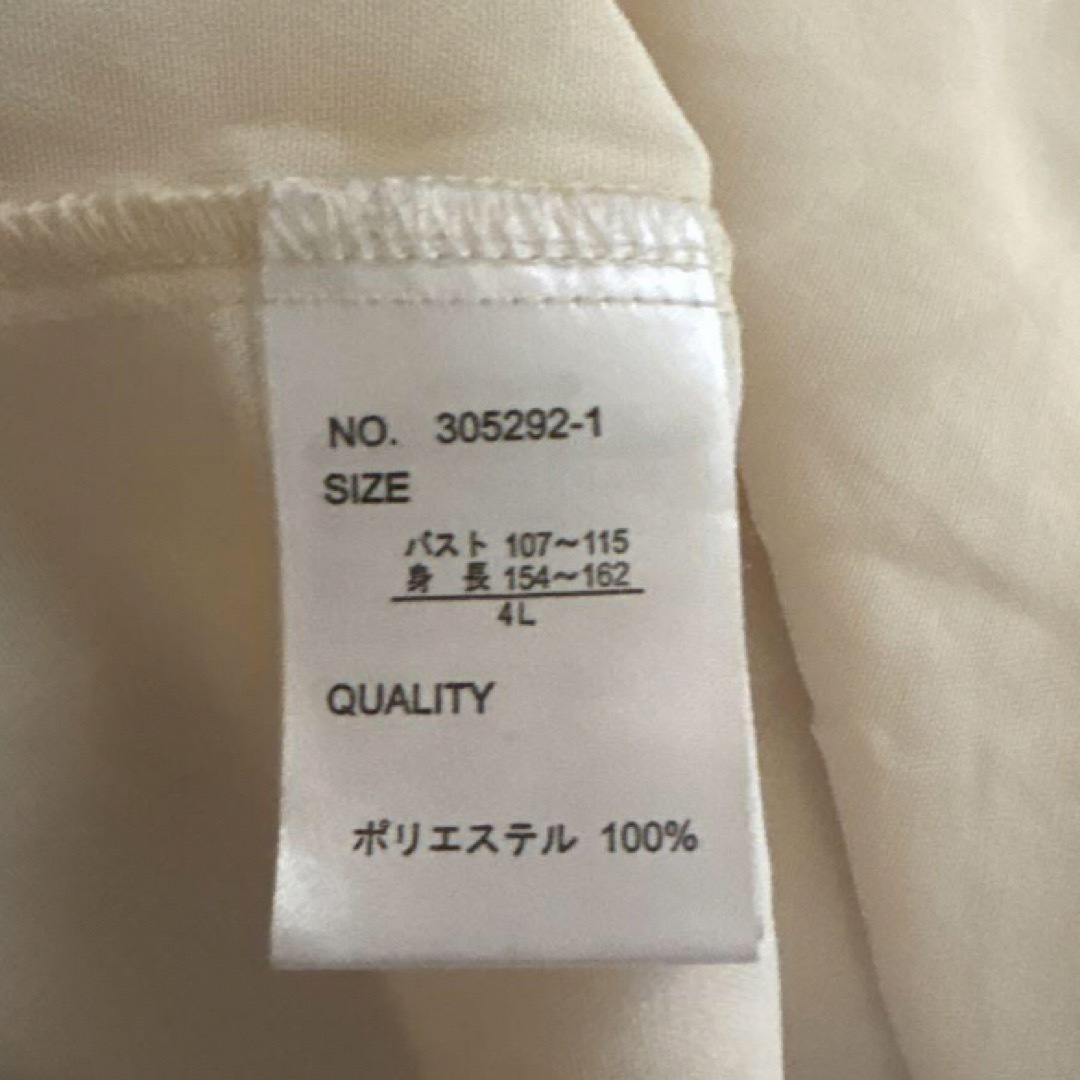 NO. 305292-1
SIZE
バスト 107〜115
身 長 154〜162
4L
QUALITY
ポリエステル 100%